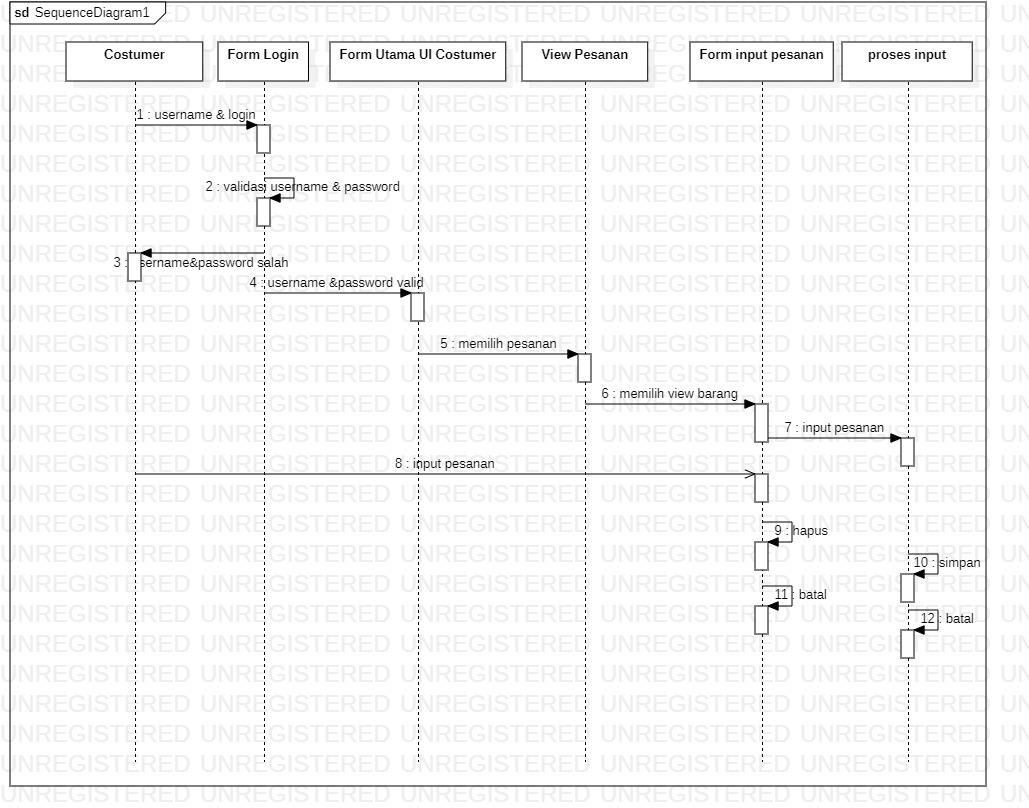 sd SequenceDiagram1
Costumer
Form Login
Form Utama UI Costumer
View Pesanan
Form input pesanan
proses input
1 : username & login
2 : validasi username & password
3 : username&password salah
4 : username &password valid
5 : memilih pesanan
6 : memilih view barang
7 : input pesanan
8 : input pesanan
9 : hapus
10 : simpan
11 : batal
12 : batal
UNREGISTERED